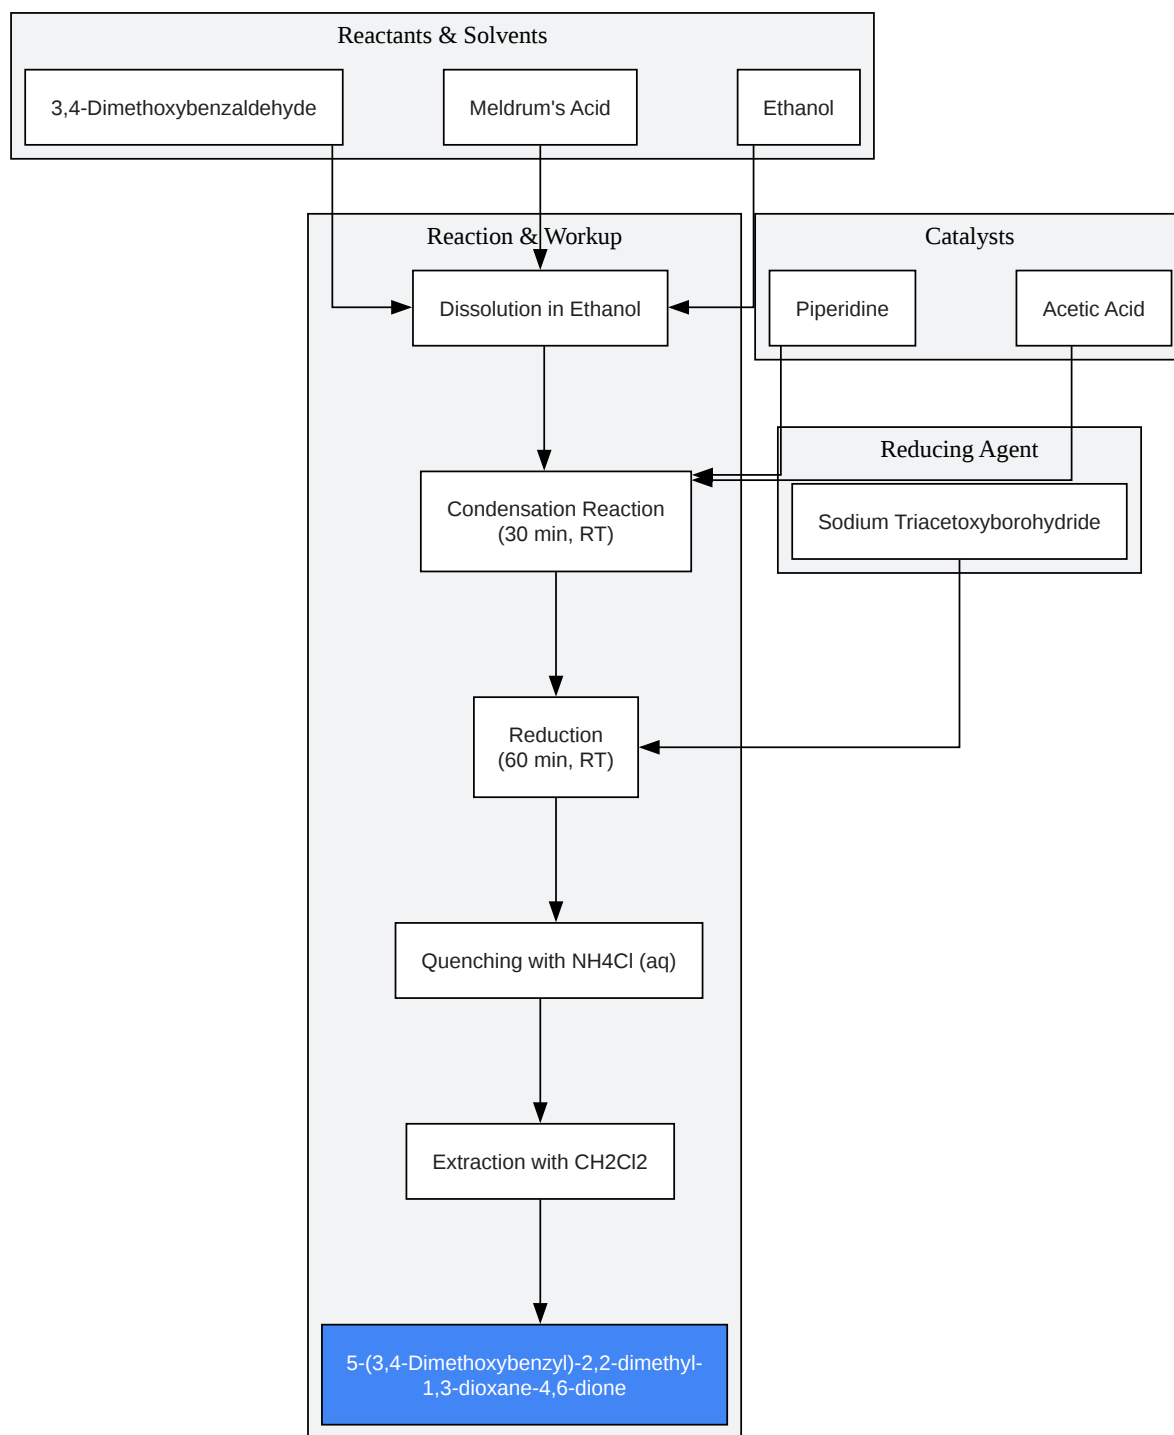 Reactants & Solvents
3,4-Dimethoxybenzaldehyde
Meldrum's Acid
Ethanol
Reaction & Workup
Catalysts
Dissolution in Ethanol
Piperidine
Acetic Acid
Reducing Agent
Condensation Reaction
(30 min, RT)
Sodium Triacetoxyborohydride
Reduction
(60 min, RT)
Quenching with NH4Cl (aq)
Extraction with CH2Cl2
5-(3,4-Dimethoxybenzyl)-2,2-dimethyl-
1,3-dioxane-4,6-dione